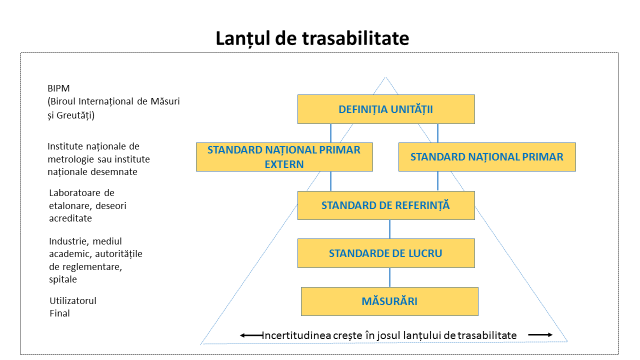 Lanțul de trasabilitate
BIPM
(Biroul Internațional de Măsuri
și Greutăți)
DEFINIȚIA UNITĂȚII
Institute naționale de
metrologie sau institute
naționale desemnate
STANDARD NAȚIONAL PRIMAR
EXTERN
STANDARD NAȚIONAL PRIMAR
Laboratoare de
etalonare, deseori
acreditate
STANDARD DE REFERINȚĂ
Industrie, mediul
academic, autoritățile
de reglementare,
spitale
STANDARDE DE LUCRU
Utilizatorul
Final
MĂSURĂRI
Incertitudinea crește în josul lanțului de trasabilitate